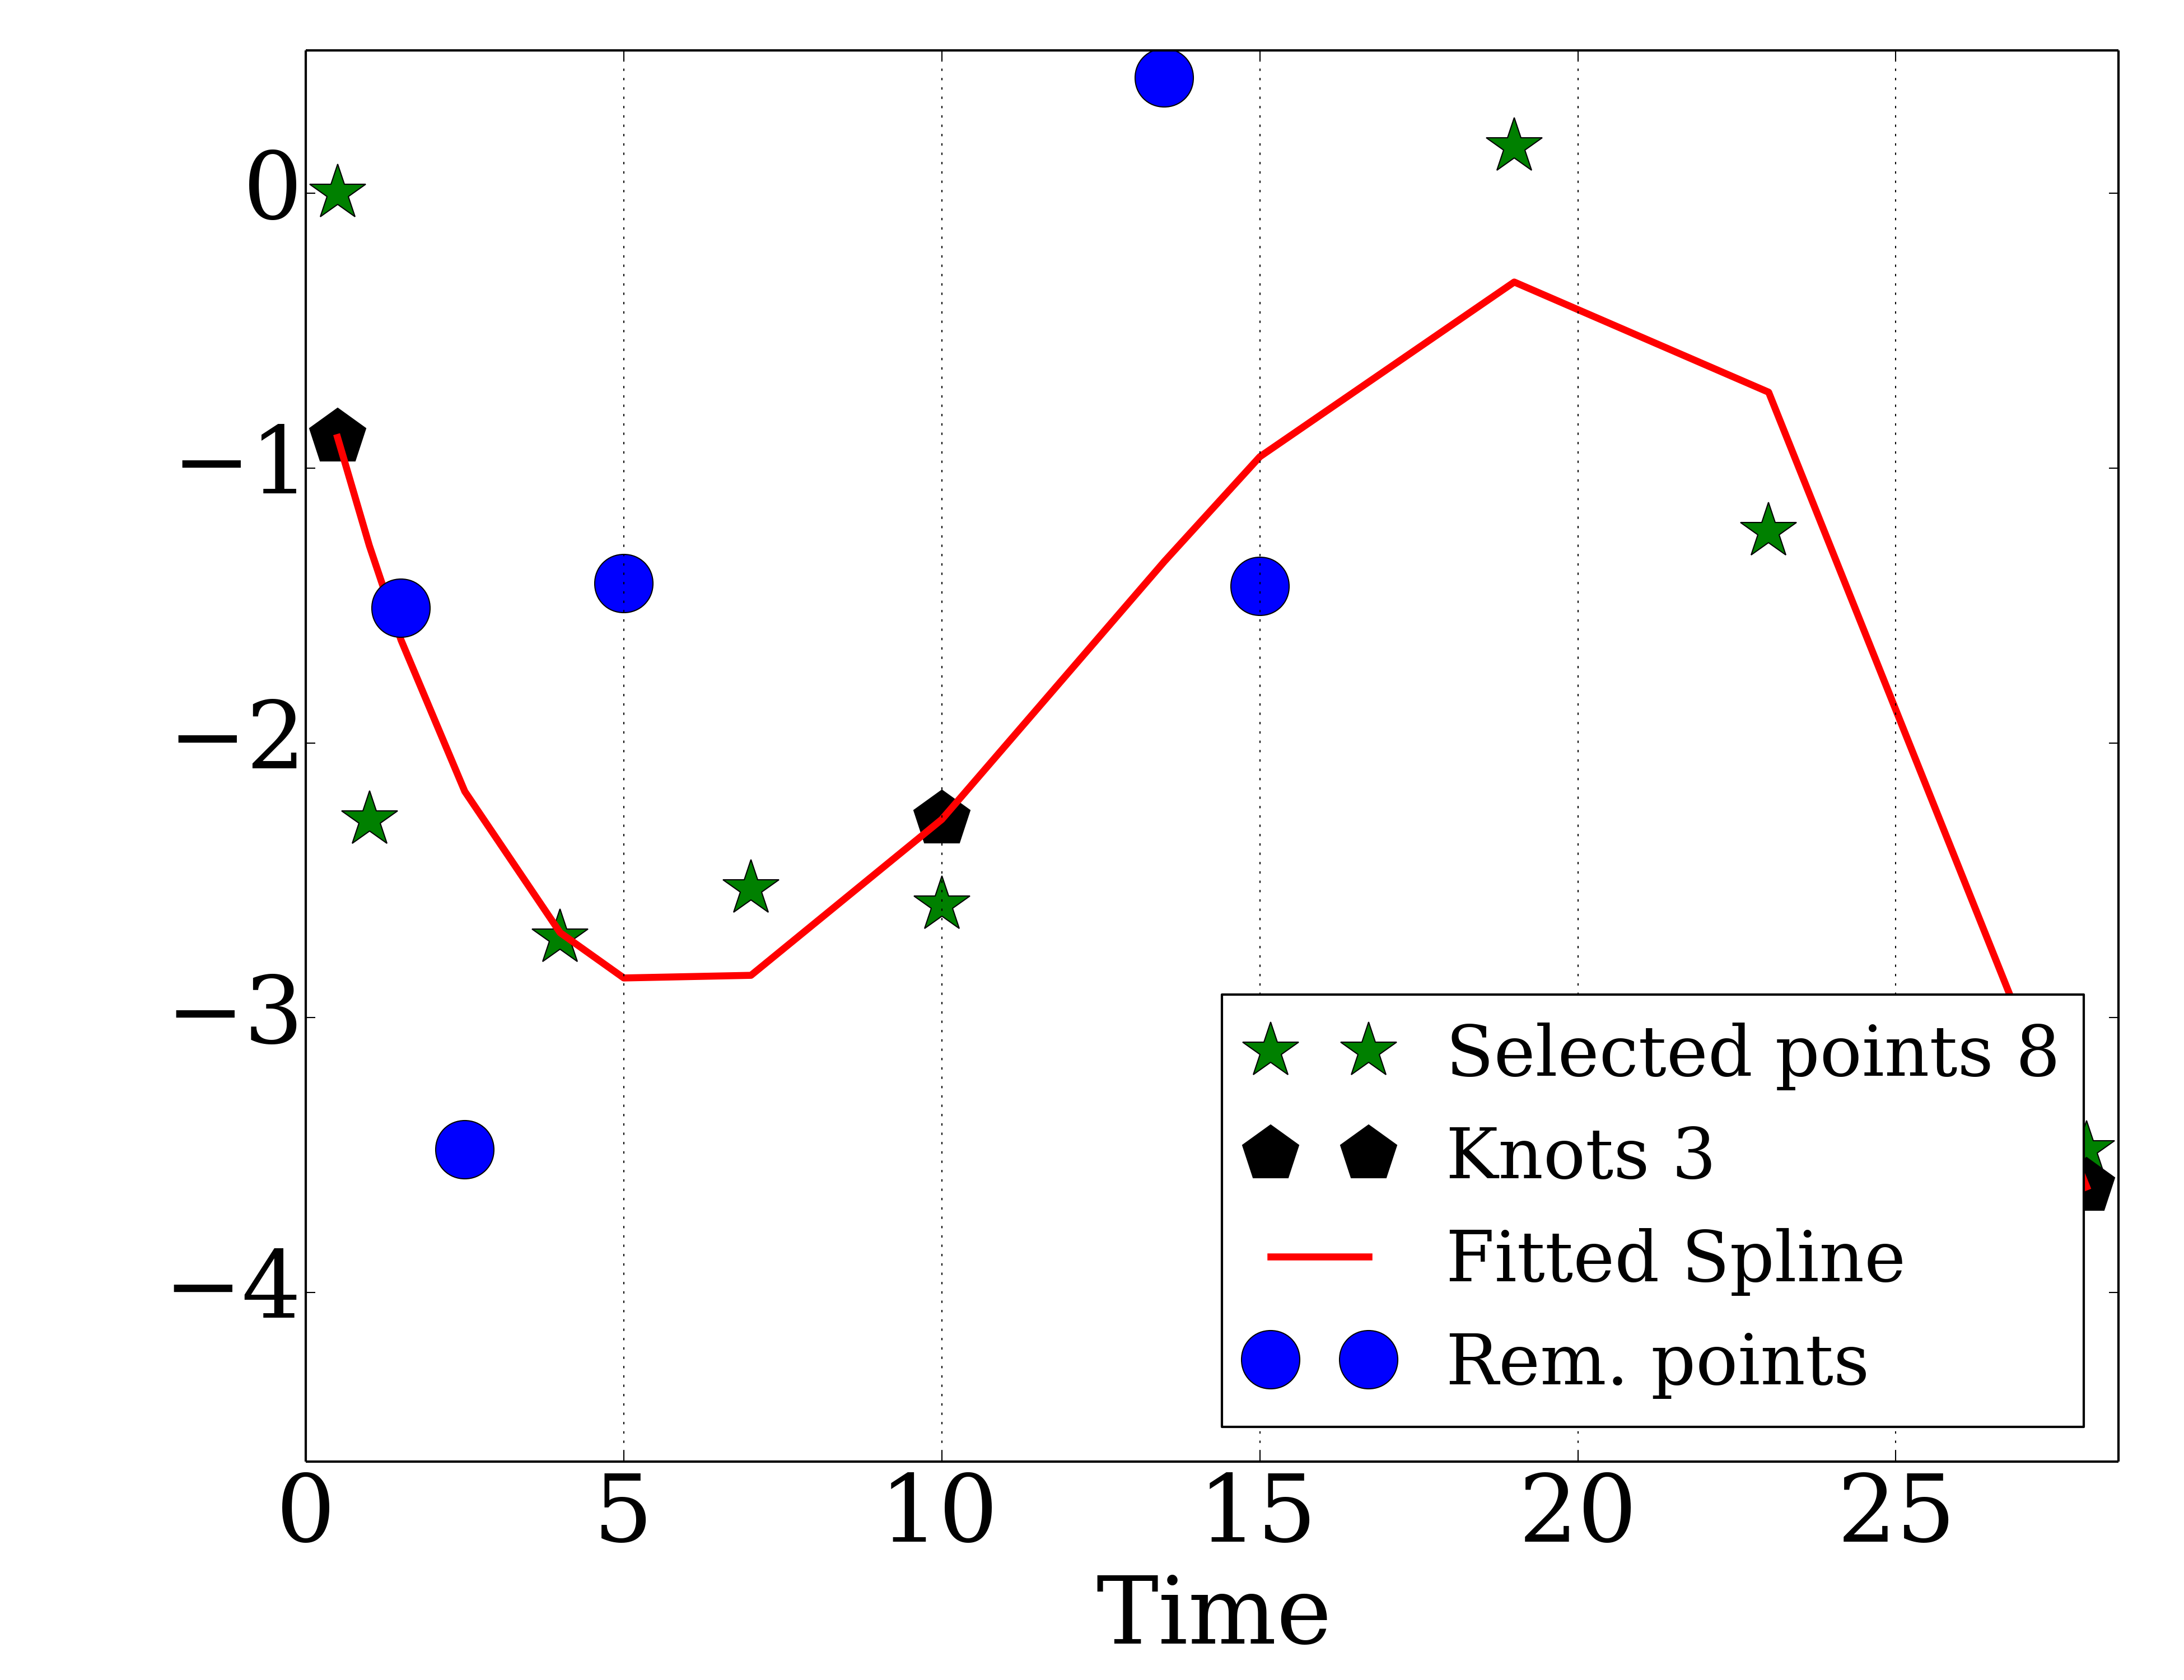 0
−1
−2
−3
−4
Selected points 8
Knots 3
Fitted Spline
Rem. points
0 5 10 15 20 25
Time